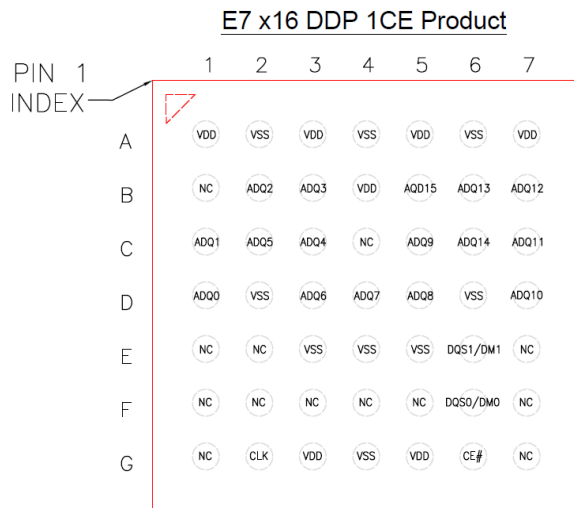 E7 x16 DDP 1CE Product
PIN 1
INDEX
1 2 3 4 5 6 7
A VDD VSS VDD VSS VDD VSS VDD
B NC ADQ2 ADQ3 VDD AQD15 ADQ13 ADQ12
C ADQ1 ADQ5 ADQ4 NC ADQ9 ADQ14 ADQ11
D ADQ0 VSS ADQ6 ADQ7 ADQ8 VSS ADQ10
E NC NC VSS VSS VSS DQS1/DM1 NC
F NC NC NC NC NC DQS0/DM0 NC
G NC CLK VDD VSS VDD CE# NC